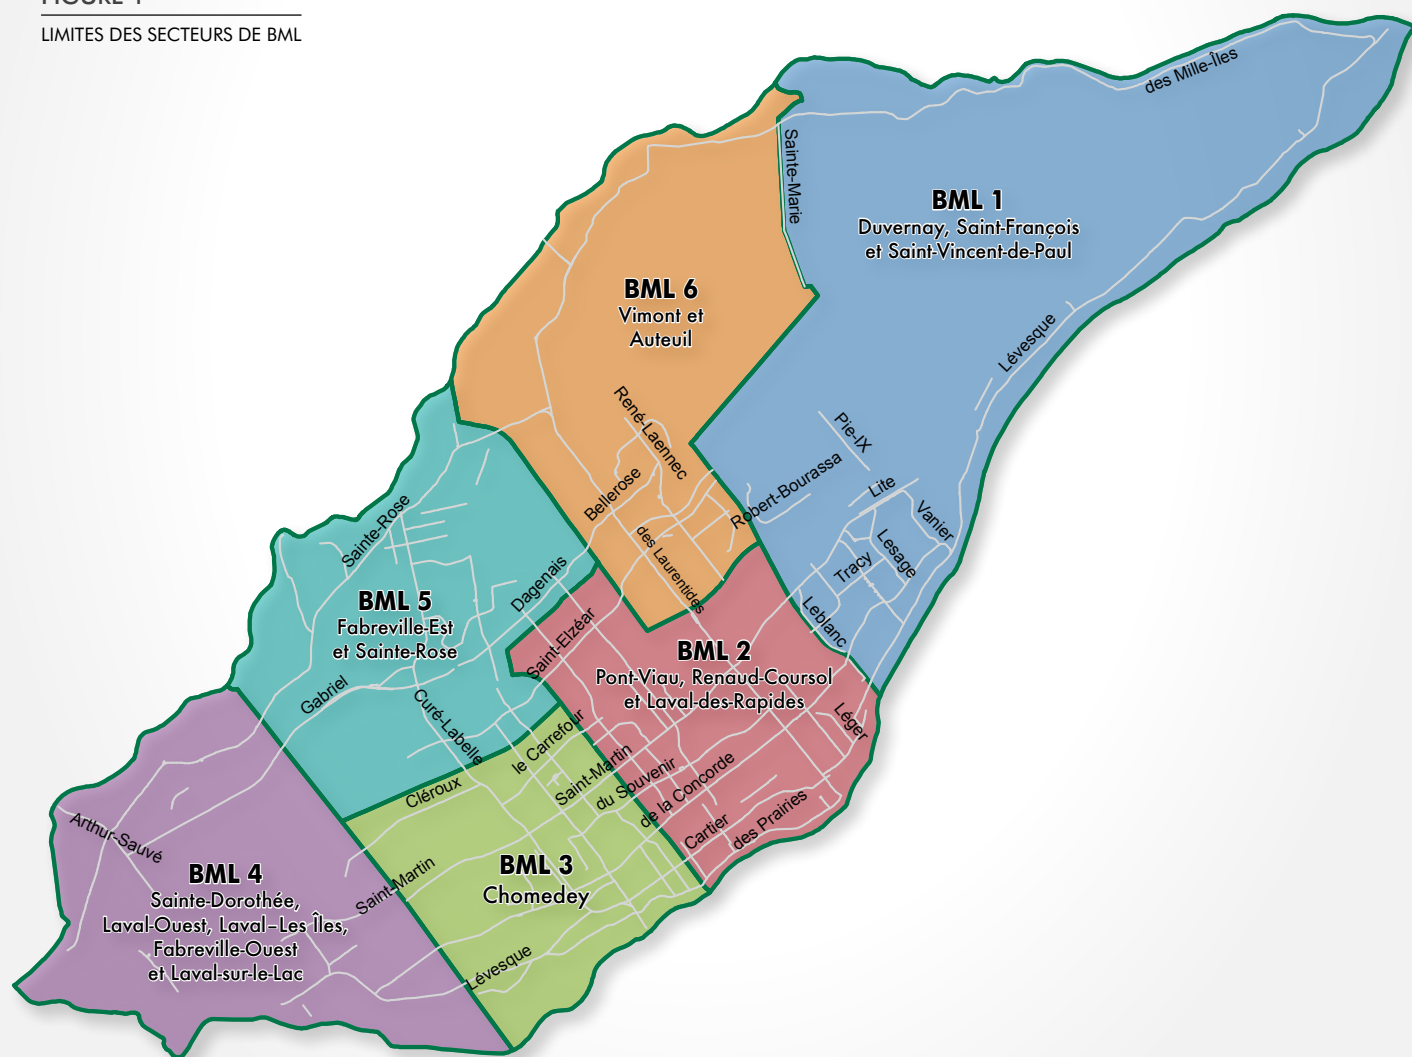 LIMITES DES SECTEURS DE BML
des Mille-Îles
Sainte-Marie
BML 1
Duvernay, Saint-François
et Saint-Vincent-de-Paul
BML 6
Vimont et
Auteuil
Lévesque
René-Laennec
Pie-IX
Robert-Bourassa
Bellerose
Lite
Vanier
Sainte-Rose
des Laurentides
Lesage
Tracy
Dagenais
BML 5
Fabreville-Est
et Sainte-Rose
Saint-Elzéar
Leblanc
BML 2
Pont-Viau, Renaud-Coursol
et Laval-des-Rapides
Gabriel
Curé-Labelle
Léger
le Carrefour
Saint-Martin
du Souvenir
de la Concorde
Cléroux
Cartier
des Prairies
Arthur-Sauvé
BML 4
Sainte-Dorothée,
Laval-Ouest, Laval–Les Îles,
Fabreville-Ouest
et Laval-sur-le-Lac
BML 3
Chomedey
Saint-Martin
Lévesque